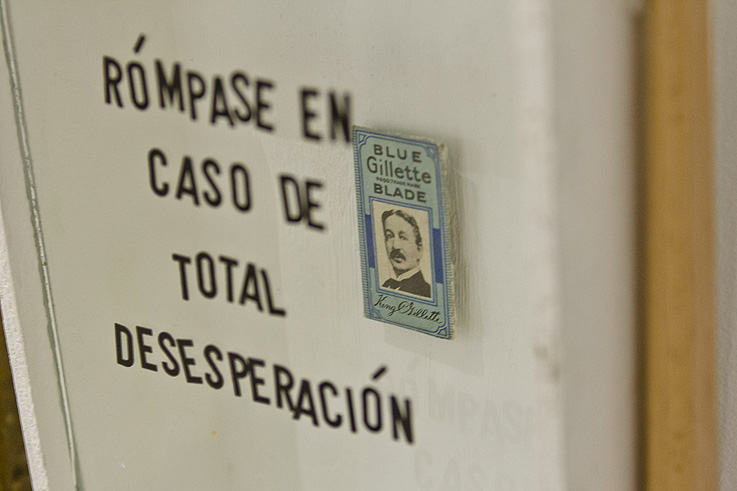 RÓMPASE EN
CASO DE
TOTAL
DESESPERACIÓN
BLUE
Gillette
BLADE
King C Gillette